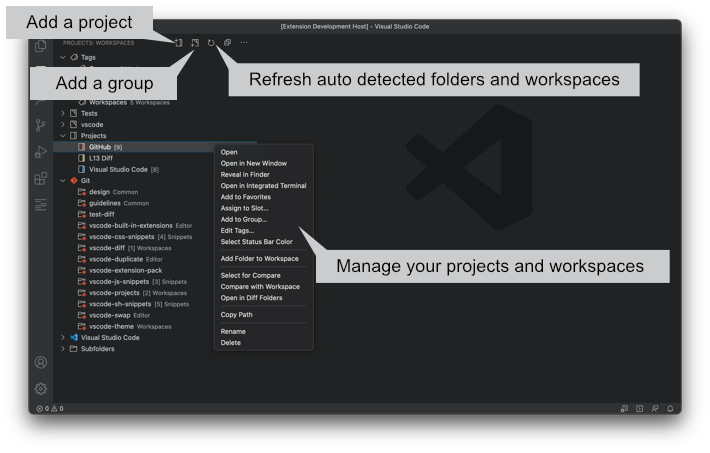 Add a project
[Extension Development Host] - Visual Studio Code
PROJECTS: WORKSPACES
Tags
Add a group
Refresh auto detected folders and workspaces
Workspaces 5 Workspaces
Tests
vscode
Projects
GitHub [9]
L13 Diff
Visual Studio Code [8]
Git
design Common
guidelines Common
test-diff
vscode-built-in-extensions Editor
vscode-css-snippets [4] Snippets
vscode-diff [1] Workspaces
vscode-duplicate Editor
vscode-extension-pack
vscode-js-snippets [3] Snippets
vscode-projects [2] Workspaces
vscode-sh-snippets [5] Snippets
vscode-swap Editor
vscode-theme Workspaces
Visual Studio Code
Subfolders
Open
Open in New Window
Reveal in Finder
Open in Integrated Terminal
Add to Favorites
Assign to Slot...
Add to Group...
Edit Tags...
Select Status Bar Color
Add Folder to Workspace
Select for Compare
Compare with Workspace
Open in Diff Folders
Copy Path
Rename
Delete
Manage your projects and workspaces
0 0